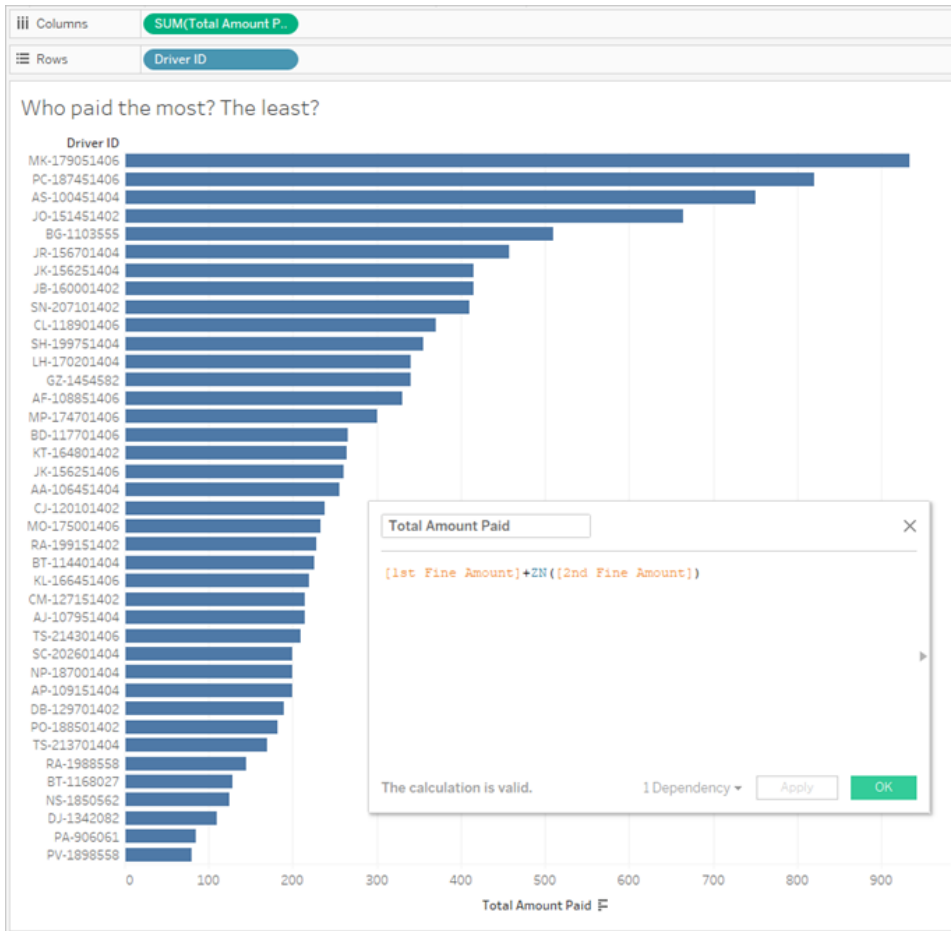 Columns SUM(Total Amount P..
Rows Driver ID
Who paid the most? The least?
Driver ID
MK-179051406
PC-187451406
AS-100451404
JO-151451402
BG-1103555
JR-156701404
JK-156251404
JB-160001402
SN-207101402
CL-118901406
SH-199751404
LH-170201404
GZ-1454582
AF-108851406
MP-174701406
BD-117701406
KT-164801402
JK-156251406
AA-106451404
CJ-120101402
MO-175001406
RA-199151402
BT-114401404
KL-166451406
CM-127151402
AJ-107951404
TS-214301406
SC-202601404
NP-187001404
AP-109151404
DB-129701402
PO-188501402
TS-213701404
RA-1988558
BT-1168027
NS-1850562
DJ-1342082
PA-906061
PV-1898558
0 100 200 300 400 500 600 700 800 900
Total Amount Paid
Total Amount Paid
[1st Fine Amount]+ZN([2nd Fine Amount])
The calculation is valid. 1 Dependency Apply OK